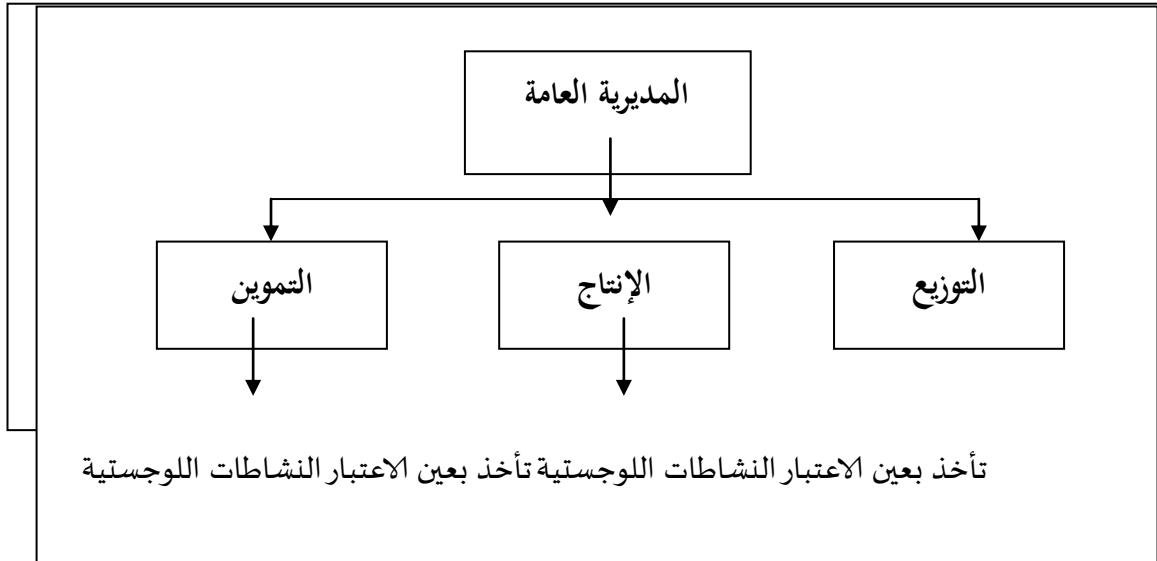 المديرية العامة
التوزيع
الإنتاج
التموين
تأخذ بعين الاعتبار النشاطات اللوجستية تأخذ بعين الاعتبار النشاطات اللوجستية